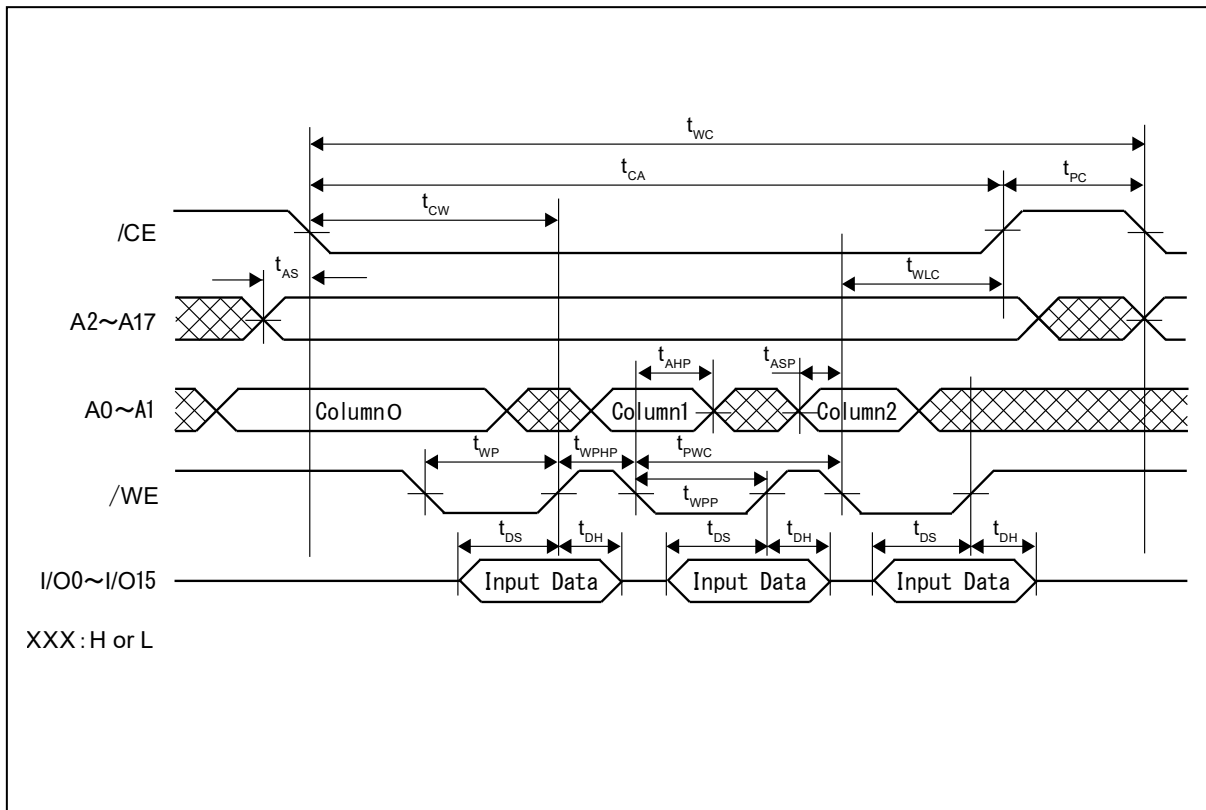 tWC
tCA
tPC
tCW
/CE
tAS
tWLC
A2～A17
tAHP
tASP
A0～A1
Column0
Column1
Column2
tWP
tWPHP
tPWC
/WE
tWPP
tDS
tDH
tDS
tDH
tDS
tDH
I/O0～I/O15
Input Data
Input Data
Input Data
XXX:H or L